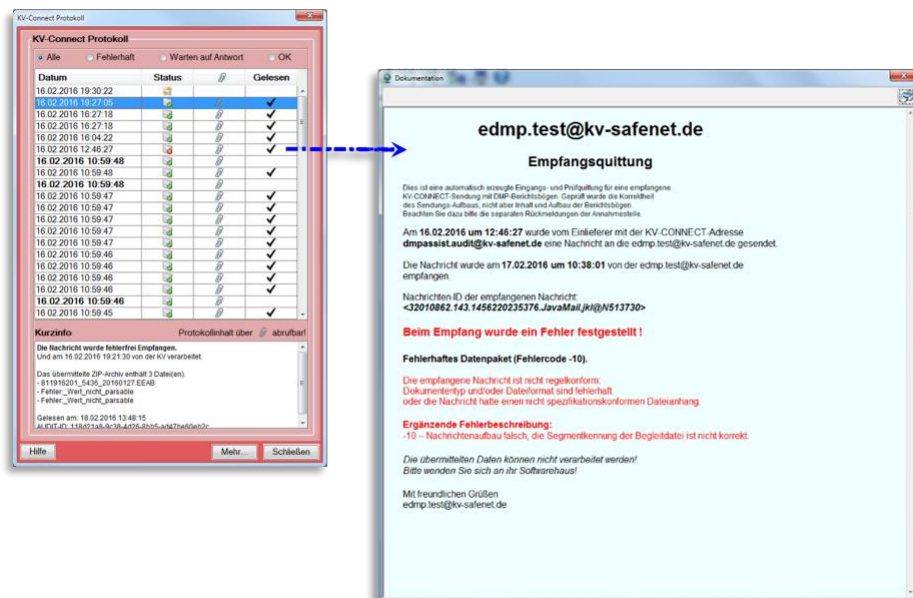 KV-Connect Protokoll
KV-Connect Protokoll
Alle Fehlerhaft Warten auf Antwort OK
Datum Status Gelesen
16.02.2016 19:30:22
16.02.2016 19:27:05
16.02.2016 16:27:18
16.02.2016 16:27:18
16.02.2016 16:04:22
16.02.2016 12:46:27
16.02.2016 10:59:48
16.02.2016 10:59:48
16.02.2016 10:59:48
16.02.2016 10:59:47
16.02.2016 10:59:47
16.02.2016 10:59:47
16.02.2016 10:59:47
16.02.2016 10:59:47
16.02.2016 10:59:46
16.02.2016 10:59:46
16.02.2016 10:59:46
16.02.2016 10:59:46
16.02.2016 10:59:46
16.02.2016 10:59:45
Kurzinfo Protokollinhalt über abrufbar!
Die Nachricht wurde fehlerfrei Empfangen.
Und am 16.02.2016 19:21:30 von der KV verarbeitet.
Das übermittelte ZIP-Archiv enthält 3 Datei(en).
- 811916201_5436_20160127.EEAB
- Fehler:_Wert_nicht_parsable
- Fehler:_Wert_nicht_parsable
Gelesen am: 18.02.2016 13:48:15
Hilfe Mehr... Schließen
Dokumentation
edmp.test@kv-safenet.de
Empfangsquittung
Dies ist eine automatisch erzeugte Eingangs- und Prüfquittung für eine empfangene
KV-CONNECT-Sendung mit DMP-Berichtsbögen. Geprüft wurde die Korrektheit
des Sendungs-Aufbaus, nicht aber Inhalt und Aufbau der Berichtsbögen.
Beachten Sie dazu bitte die separaten Rückmeldungen der Annahmestelle.
Am 16.02.2016 um 12:46:27 wurde vom Einlieferer mit der KV-CONNECT-Adresse
dmpassist.audit@kv-safenet.de eine Nachricht an die edmp.test@kv-safenet.de gesendet.
Die Nachricht wurde am 17.02.2016 um 10:38:01 von der edmp.test@kv-safenet.de
empfangen.
Nachrichten-ID der empfangenen Nachricht:
<32010862.143.1456220235376.JavaMail.jkl@N513730>
Beim Empfang wurde ein Fehler festgestellt !
Fehlerhaftes Datenpaket (Fehlercode -10).
Die empfangene Nachricht ist nicht regelkonform.
Dokumententyp und/oder Dateiformat sind fehlerhaft
oder die Nachricht hatte einen nicht spezifikationskonformen Dateianhang.
Ergänzende Fehlerbeschreibung:
-10 – Nachrichtenaufbau falsch, die Segmentkennung der Begleitdatei ist nicht korrekt.
Die übermittelten Daten können nicht verarbeitet werden!
Bitte wenden Sie sich an ihr Softwarehaus!
Mit freundlichen Grüßen
edmp.test@kv-safenet.de